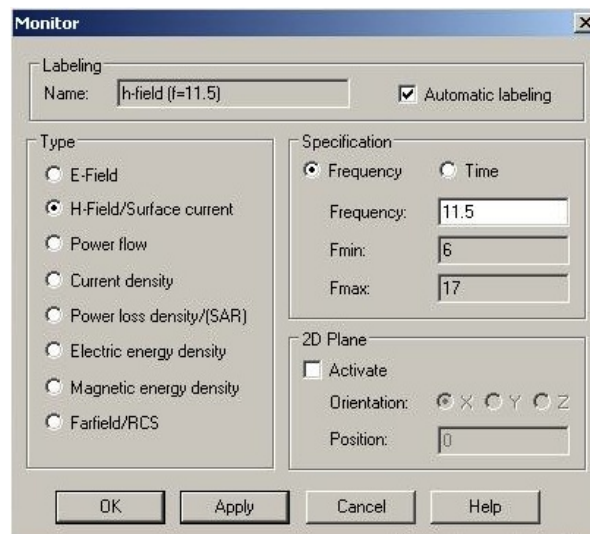 Monitor
Labeling
Name: h-field (f=11.5) Automatic labeling
Type
E-Field
H-Field/Surface current
Power flow
Current density
Power loss density/(SAR)
Electric energy density
Magnetic energy density
Farfield/RCS
Specification
Frequency Time
Frequency: 11.5
Fmin: 6
Fmax: 17
2D Plane
Activate
Orientation: X Y Z
Position: 0
OK Apply Cancel Help